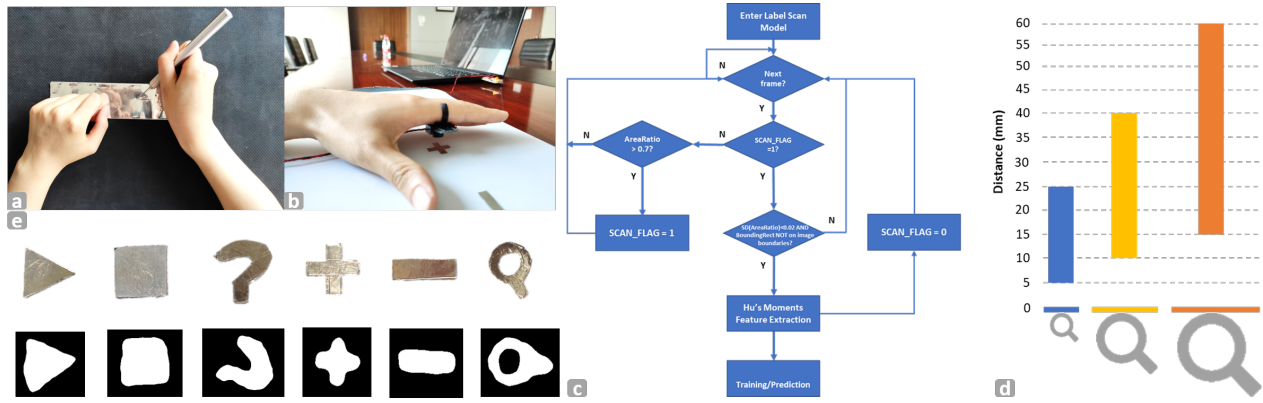 a
b
e
c
Enter Label Scan
Model
N
Next
frame?
Y
N
AreaRatio
> 0.7?
N
SCAN_FLAG
=1?
Y
Y
SCAN_FLAG = 1
SD(AreaRatio)<0.02 AND
BoundingRect NOT on image
boundaries?
N
SCAN_FLAG = 0
Y
Hu's Moments
Feature Extraction
Training/Prediction
Distance (mm)
60
55
50
45
40
35
30
25
20
15
10
5
0
d